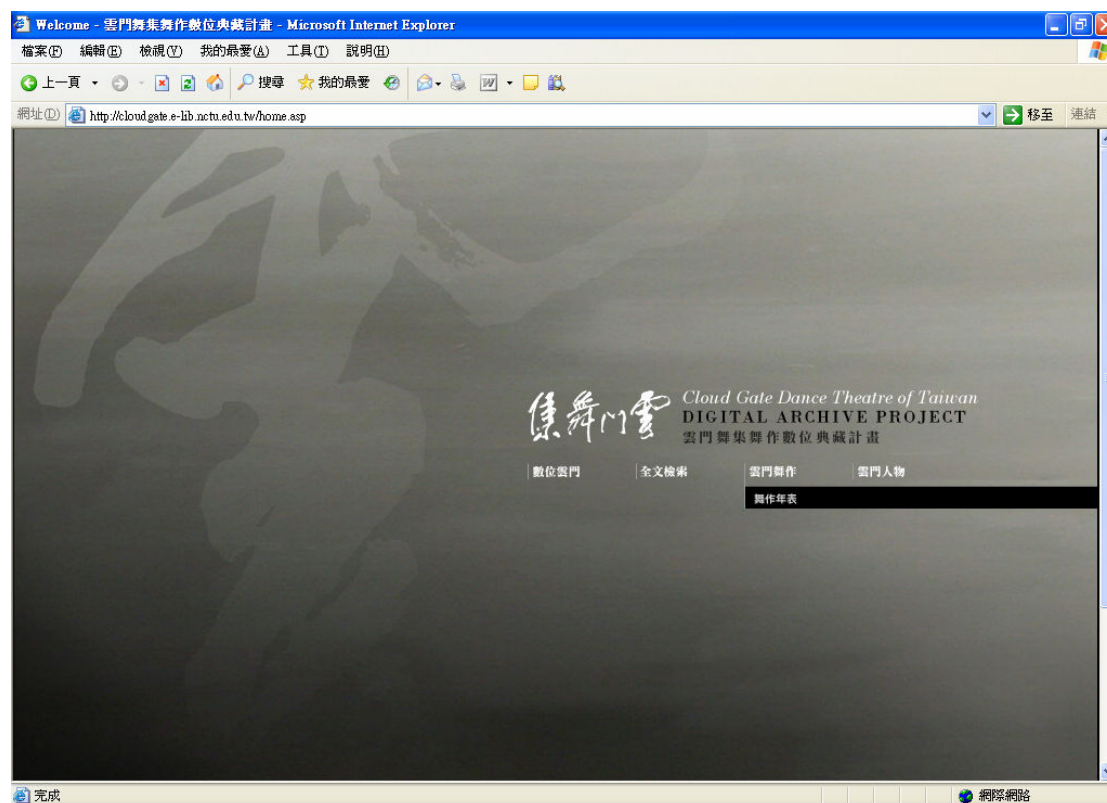 Welcome - 雲門舞集舞作數位典藏計畫 - Microsoft Internet Explorer
檔案(F) 編輯(E) 檢視(V) 我的最愛(A) 工具(T) 說明(H)
上一頁 搜尋 我的最愛
網址(D) http://cloudgate.e-lib.nctu.edu.tw/home.asp 移至 連結
集舞門雲
Cloud Gate Dance Theatre of Taiwan
DIGITAL ARCHIVE PROJECT
雲門舞集舞作數位典藏計畫
數位雲門 全文檢索 雲門舞作 雲門人物
舞作年表
完成 網際網路